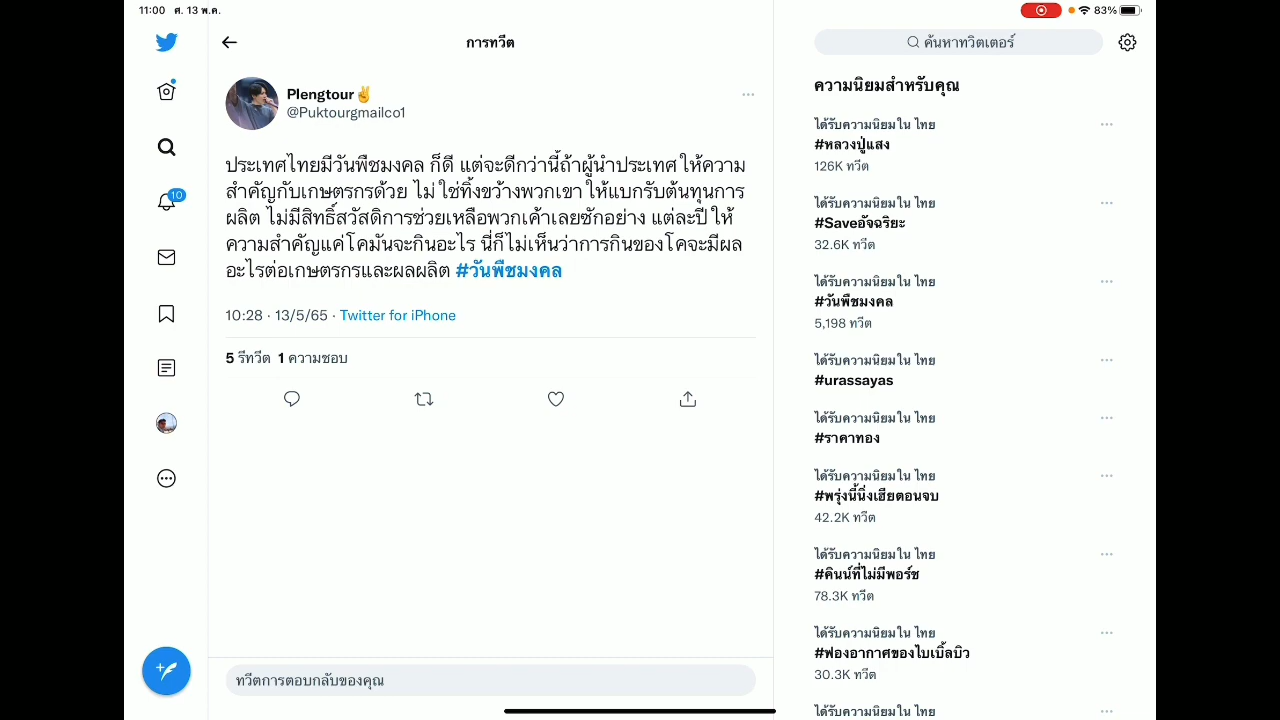 11:00 ศ. 13 พ.ค.
83%
การทวีต
Plengtour✌
@Puktourgmailco1
ประเทศไทยมีวันพืชมงคล ก็ดี แต่จะดีกว่านี้ถ้าผู้นำประเทศ ให้ความ
สำคัญกับเกษตรกรด้วย ไม่ ใช่ทิ้งขว้างพวกเขา ให้แบกรับต้นทุนการ
ผลิต ไม่มีสิทธิ์สวัสดิการช่วยเหลือพวกเค้าเลยซักอย่าง แต่ละปี ให้
ความสำคัญแค่โคมันจะกินอะไร นี่ก็ไม่เห็นว่าการกินของโคจะมีผล
อะไรต่อเกษตรกรและผลผลิต #วันพืชมงคล
10:28 · 13/5/65 · Twitter for iPhone
5 รีทวีต 1 ความชอบ
ทวีตการตอบกลับของคุณ
10
ค้นหาทวิตเตอร์
ความนิยมสำหรับคุณ
ได้รับความนิยมใน ไทย
#หลวงปู่แสง
126K ทวีต
ได้รับความนิยมใน ไทย
#Saveอัจฉริยะ
32.6K ทวีต
ได้รับความนิยมใน ไทย
#วันพืชมงคล
5,198 ทวีต
ได้รับความนิยมใน ไทย
#urassayas
ได้รับความนิยมใน ไทย
#ราคาทอง
ได้รับความนิยมใน ไทย
#พรุ่งนี้นิ่งเฮียตอนจบ
42.2K ทวีต
ได้รับความนิยมใน ไทย
#คินน์ที่ไม่มีพอร์ช
78.3K ทวีต
ได้รับความนิยมใน ไทย
#ฟองอากาศของไบเบิ้ลบิว
30.3K ทวีต
ได้รับความนิยมใน ไทย